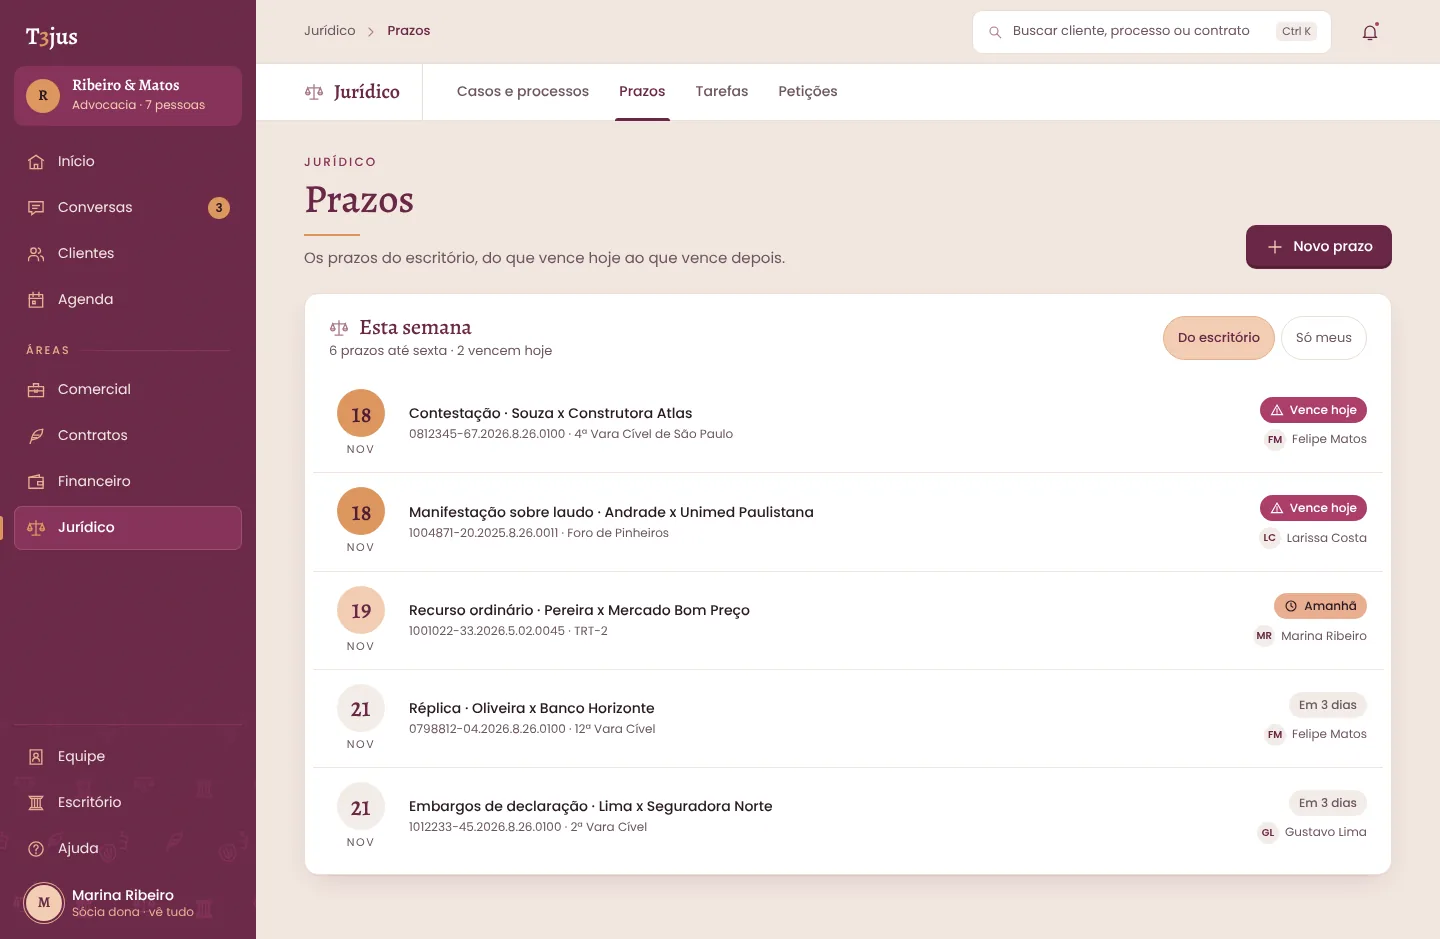 T3jus
R
Ribeiro & Matos
Advocacia · 7 pessoas
Início
Conversas
3
Clientes
Agenda
ÁREAS
Comercial
Contratos
Financeiro
Jurídico
Equipe
Escritório
Ajuda
M
Marina Ribeiro
Sócia dona · vê tudo
Jurídico > Prazos
Buscar cliente, processo ou contrato
Ctrl K
Jurídico
Casos e processos
Prazos
Tarefas
Petições
JURÍDICO
Prazos
Os prazos do escritório, do que vence hoje ao que vence depois.
Novo prazo
Esta semana
6 prazos até sexta · 2 vencem hoje
Do escritório
Só meus
18
NOV
Contestação · Souza x Construtora Atlas
0812345-67.2026.8.26.0100 · 4ª Vara Cível de São Paulo
Vence hoje
FM Felipe Matos
18
NOV
Manifestação sobre laudo · Andrade x Unimed Paulistana
1004871-20.2025.8.26.0011 · Foro de Pinheiros
Vence hoje
LC Larissa Costa
19
NOV
Recurso ordinário · Pereira x Mercado Bom Preço
1001022-33.2026.5.02.0045 · TRT-2
Amanhã
MR Marina Ribeiro
21
NOV
Réplica · Oliveira x Banco Horizonte
0798812-04.2026.8.26.0100 · 12ª Vara Cível
Em 3 dias
FM Felipe Matos
21
NOV
Embargos de declaração · Lima x Seguradora Norte
1012233-45.2026.8.26.0100 · 2ª Vara Cível
Em 3 dias
GL Gustavo Lima